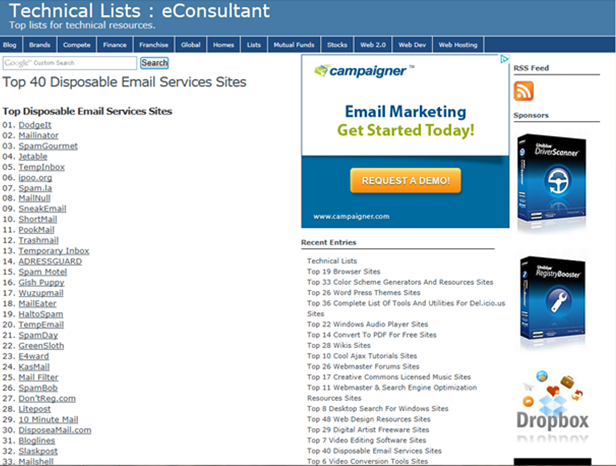 Technical Lists : eConsultant
Top lists for technical resources.
Blog Brands Compete Finance Franchise Global Homes Lists Mutual Funds Stocks Web 2.0 Web Dev Web Hosting
Google Custom Search Search
Top 40 Disposable Email Services Sites
Top Disposable Email Services Sites
01. DodgeIt
02. Mailinator
03. SpamGourmet
04. Jetable
05. TempInbox
06. ipoo.org
07. Spam.la
08. MailNull
09. SneakEmail
10. ShortMail
11. PookMail
12. Trashmail
13. Temporary Inbox
14. ADRESSGUARD
15. Spam Motel
16. Gish Puppy
17. Wuzupmail
18. MailEater
19. HaltoSpam
20. TempEmail
21. SpamDay
22. GreenSloth
23. E4ward
24. KasMail
25. Mail Filter
26. SpamBob
27. Don'tReg.com
28. Litepost
29. 10 Minute Mail
30. DisposeaMail.com
31. Bloglines
32. Slaskpost
33. Mailshell
campaigner™
Email Marketing
Get Started Today!
REQUEST A DEMO!
www.campaigner.com
Recent Entries
Technical Lists
Top 19 Browser Sites
Top 33 Color Scheme Generators And Resources Sites
Top 26 Word Press Themes Sites
Top 36 Complete List Of Tools And Utilities For Del.icio.us
Sites
Top 22 Windows Audio Player Sites
Top 14 Convert To PDF For Free Sites
Top 28 Wikis Sites
Top 10 Cool Ajax Tutorials Sites
Top 26 Webmaster Forums Sites
Top 17 Creative Commons Licensed Music Sites
Top 11 Webmaster & Search Engine Optimization
Resources Sites
Top 8 Desktop Search For Windows Sites
Top 48 Web Design Resources Sites
Top 29 Digital Artist Freeware Sites
Top 7 Video Editing Software Sites
Top 40 Disposable Email Services Sites
Top 6 Video Conversion Tools Sites
RSS Feed
Sponsors
Uniblue
DriverScanner
Uniblue
RegistryBooster
Dropbox